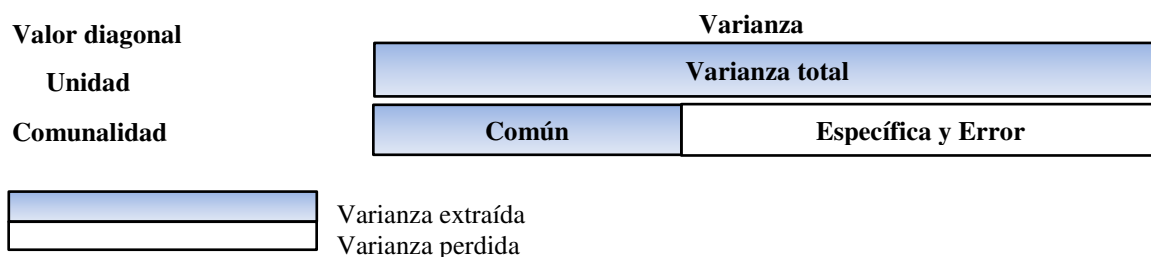 Valor diagonal
Varianza
Unidad
Varianza total
Comunalidad
Común
Específica y Error
Varianza extraída
Varianza perdida